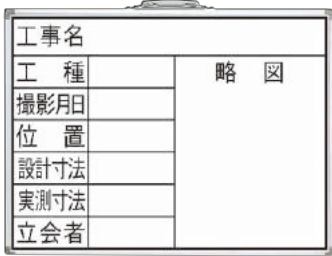 工事名
工種 略図
撮影月日
位置
設計寸法
実測寸法
立会者